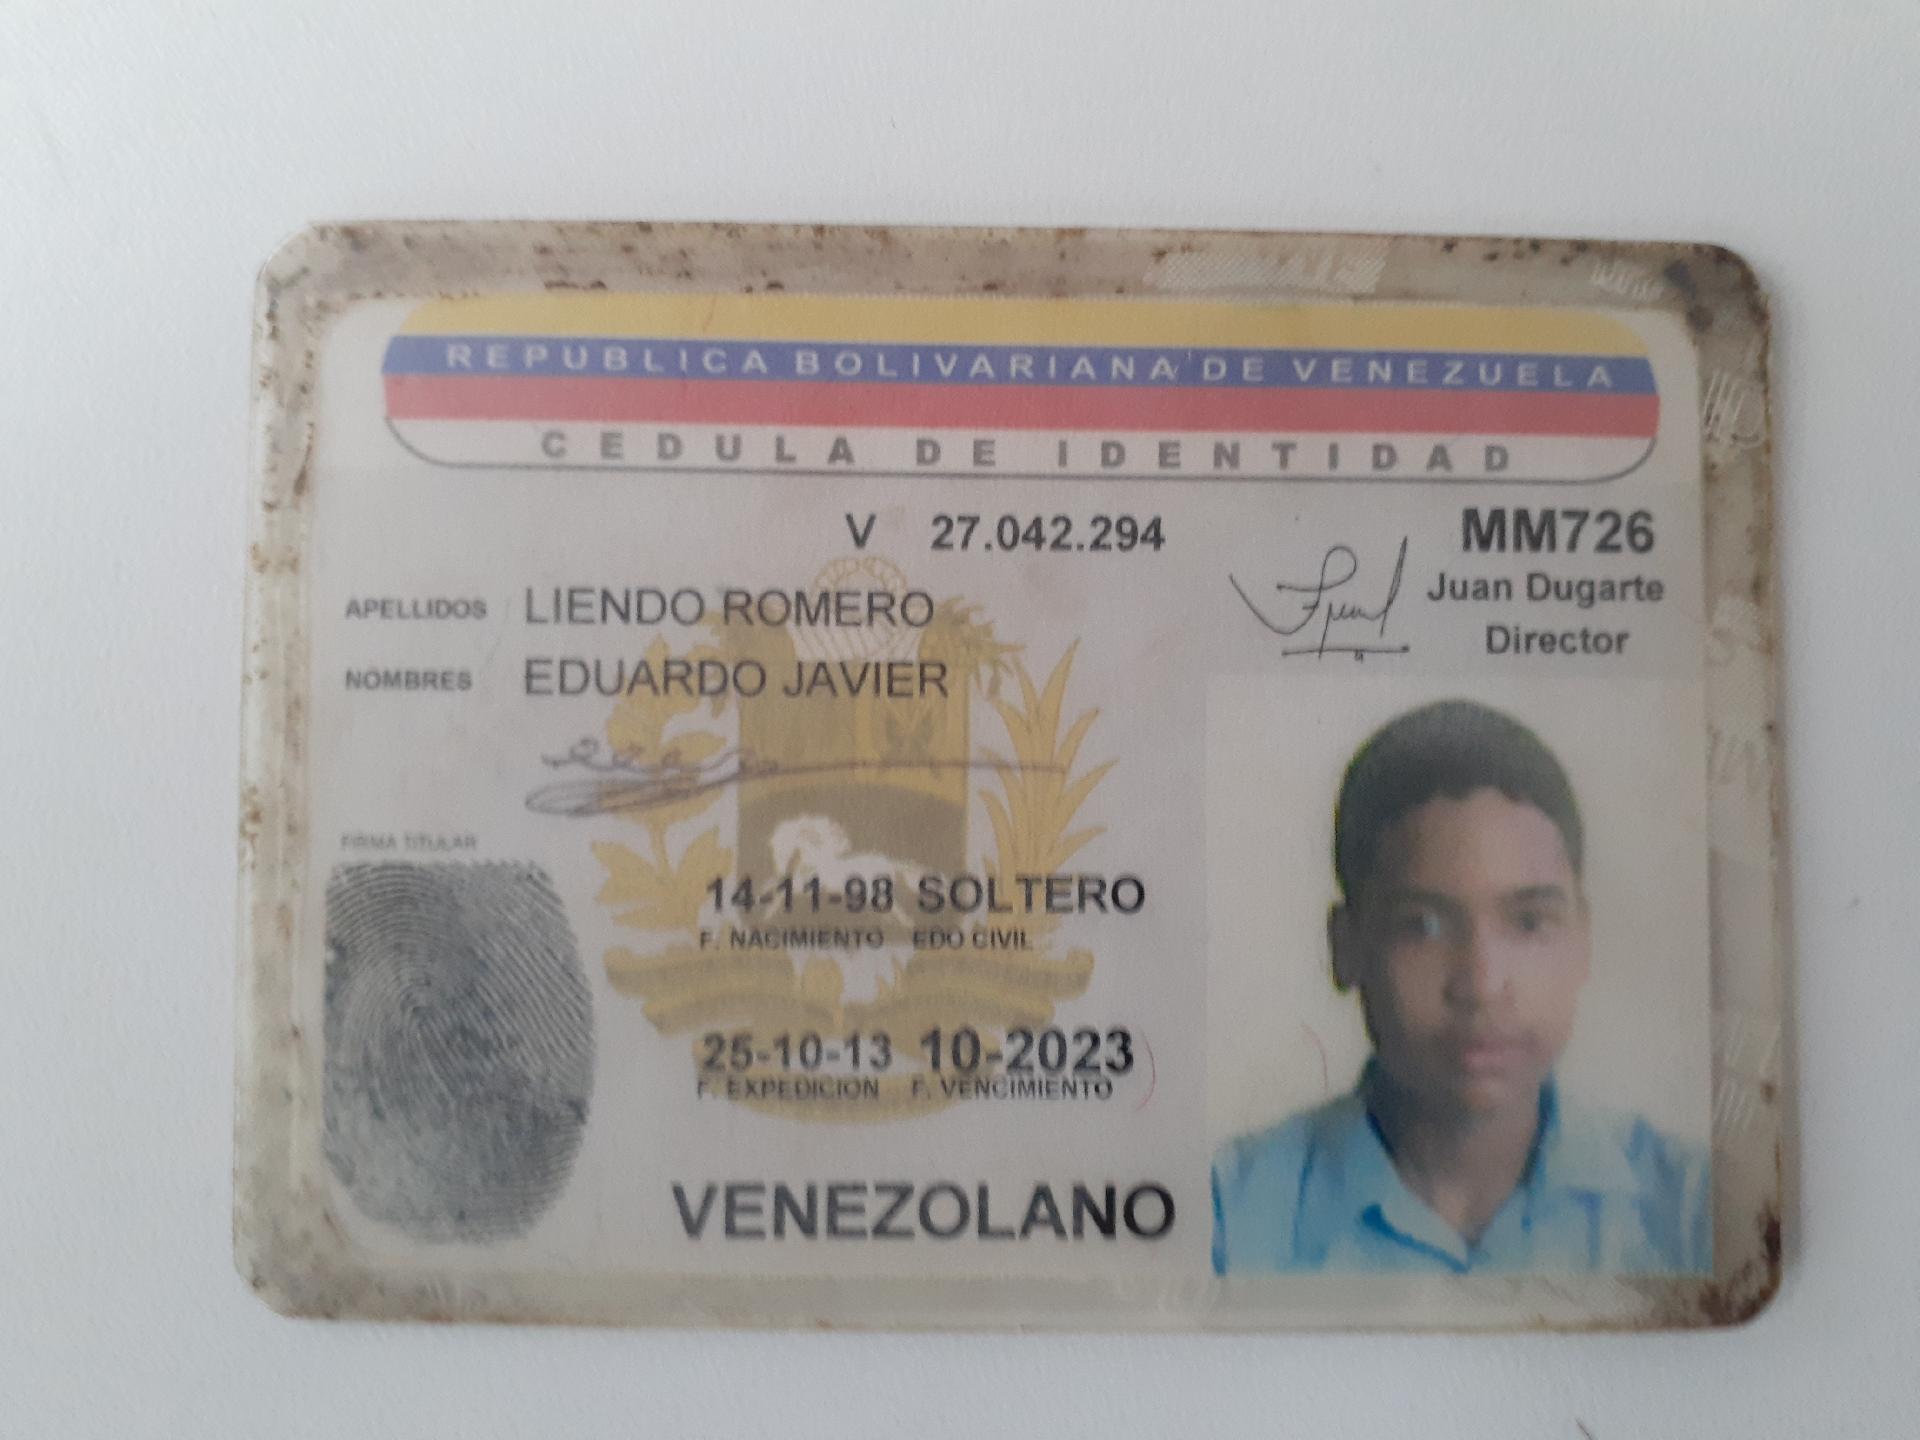 REPUBLICA BOLIVARIANA DE VENEZUELA
CEDULA DE IDENTIDAD
V 27.042.294
MM726
Juan Dugarte
Director
APELLIDOS LIENDO ROMERO
NOMBRES EDUARDO JAVIER
FIRMA TITULAR
14-11-98 SOLTERO
F. NACIMIENTO EDO CIVIL
25-10-13 10-2023
F. EXPEDICION F. VENCIMIENTO
VENEZOLANO